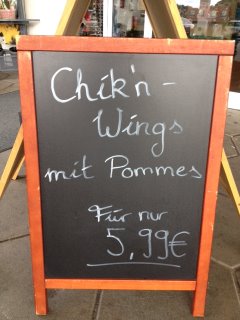 Chik'n -
Wings
mit Pommes
Für nur
5,99€